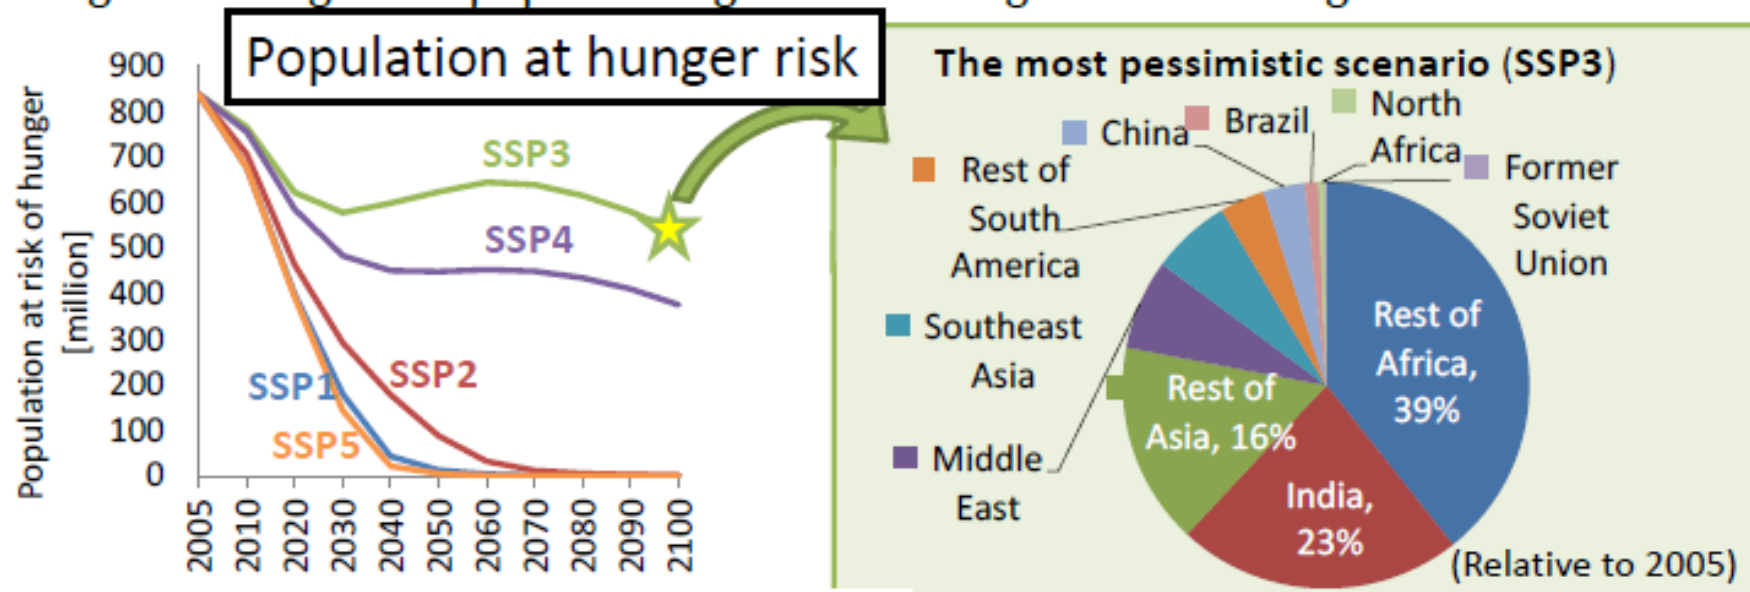 Population at hunger risk
Population at risk of hunger
[million]
900
800
700
600
500
400
300
200
100
0
SSP3
SSP4
SSP2
SSP1
SSP5
2005
2010
2020
2030
2040
2050
2060
2070
2080
2090
2100
The most pessimistic scenario (SSP3)
North
Africa
Brazil
China
Former
Soviet
Union
Rest of
South
America
Southeast
Asia
Middle
East
Rest of
Africa,
39%
Rest of
Asia, 16%
India,
23%
(Relative to 2005)